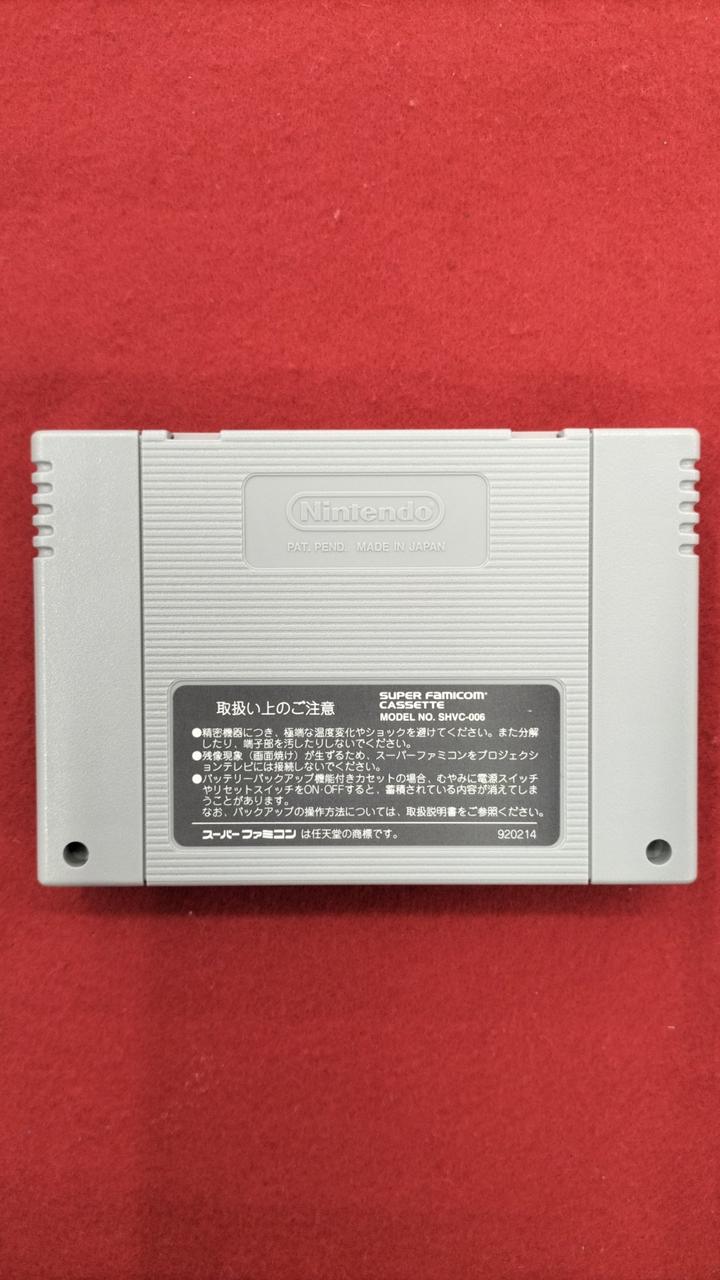 Nintendo
PAT. PEND. MADE IN JAPAN
取扱い上のご注意
SUPER FAMICOM
CASSETTE
MODEL NO. SHVC-006
●精密機器につき、極端な温度変化やショックを避けてください。また分解
したり、端子部を汚したりしないでください。
●残像現象（画面焼け）が生ずるため、スーパーファミコンをプロジェクシ
ョンテレビには接続しないでください。
●バッテリーバックアップ機能付きカセットの場合、むやみに電源スイッチ
やリセットスイッチをON・OFFすると、蓄積されている内容が消えてしま
うことがあります。
なお、バックアップの操作方法については、取扱説明書をご参照ください。
スーパーファミコン は任天堂の商標です。 920214